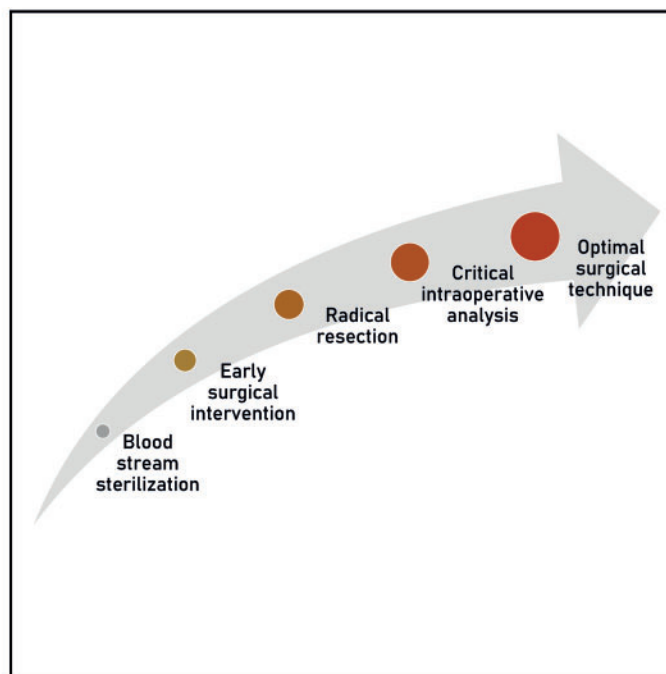 Blood
stream
sterilization
Early
surgical
intervention
Radical
resection
Critical
intraoperative
analysis
Optimal
surgical
technique